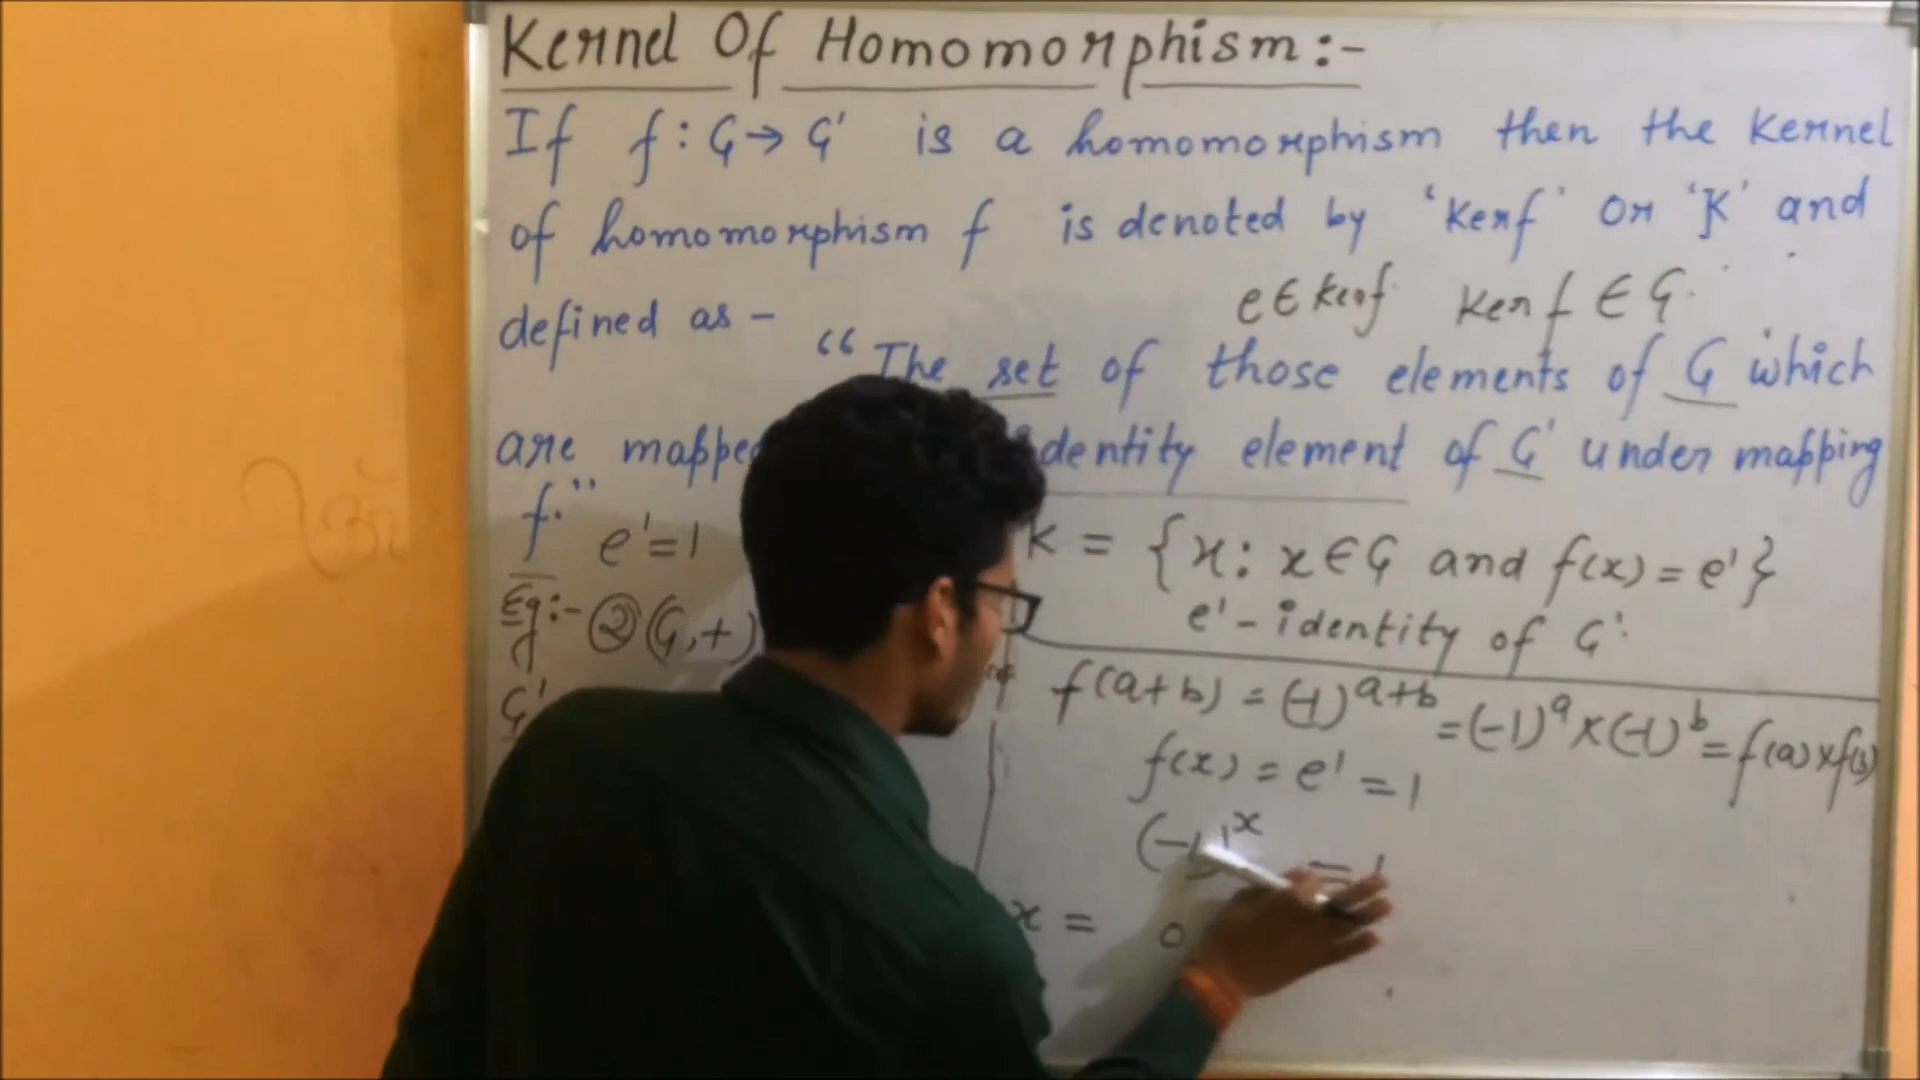 Kernel Of Homomorphism:-
If f: G → G' is a homomorphism then the Kernel
of homomorphism f is denoted by 'Kerf' Or 'K' and
defined as -
e ∈ kerf Kerf ∈ G
“The set of those elements of G which
are mapped identity element of G' under mapping
f.”
e' = 1
K = {x: x ∈ G and f(x) = e'}
e' - identity of G'
Eg:- ② (G,+)
G'
f(a+b) = (-1)^{a+b} = (-1)^a × (-1)^b = f(a) × f(b)
f(x) = e' = 1
(-1)^x = 1
x = 0